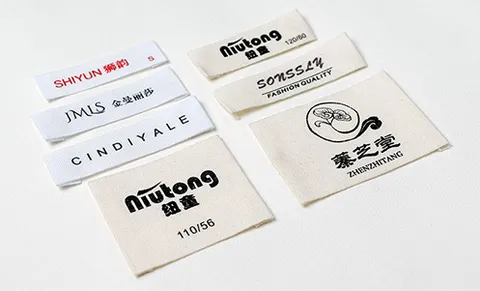 SHIYUN 狮韵 S
JMLS 金曼丽莎
CINDIYALE
Niutong
纽童
110/56
Niutong
纽童 120/60
SONSSLY
FASHION QUALITY
蓁芝堂
ZHENZHITANG